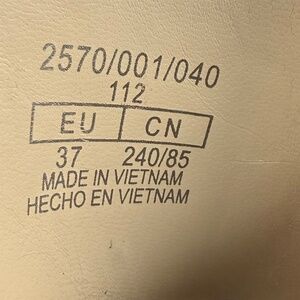 2570/001/040
112
EU CN
37 240/85
MADE IN VIETNAM
HECHO EN VIETNAM